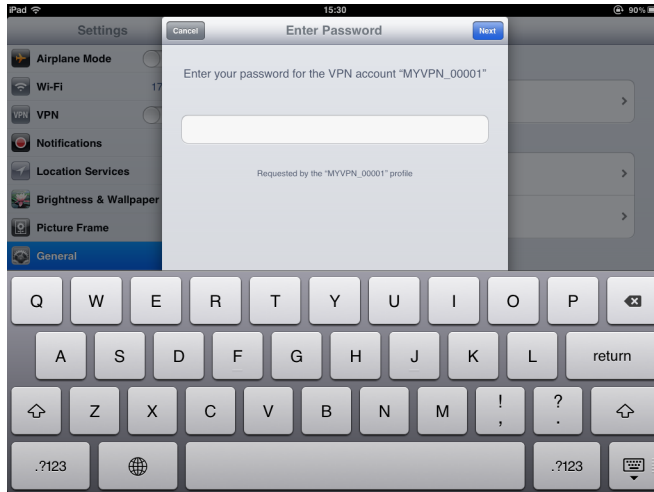 iPad 15:30 90%
Settings
Cancel Enter Password Next
Airplane Mode
Enter your password for the VPN account “MYVPN_00001”
Wi-Fi 17
VPN VPN
Notifications
Requested by the “MYVPN_00001” profile
Location Services
Brightness & Wallpaper
Picture Frame
General
Q W E R T Y U I O P
A S D F G H J K L return
Z X C V B N M ! , ? .
.?123 .?123